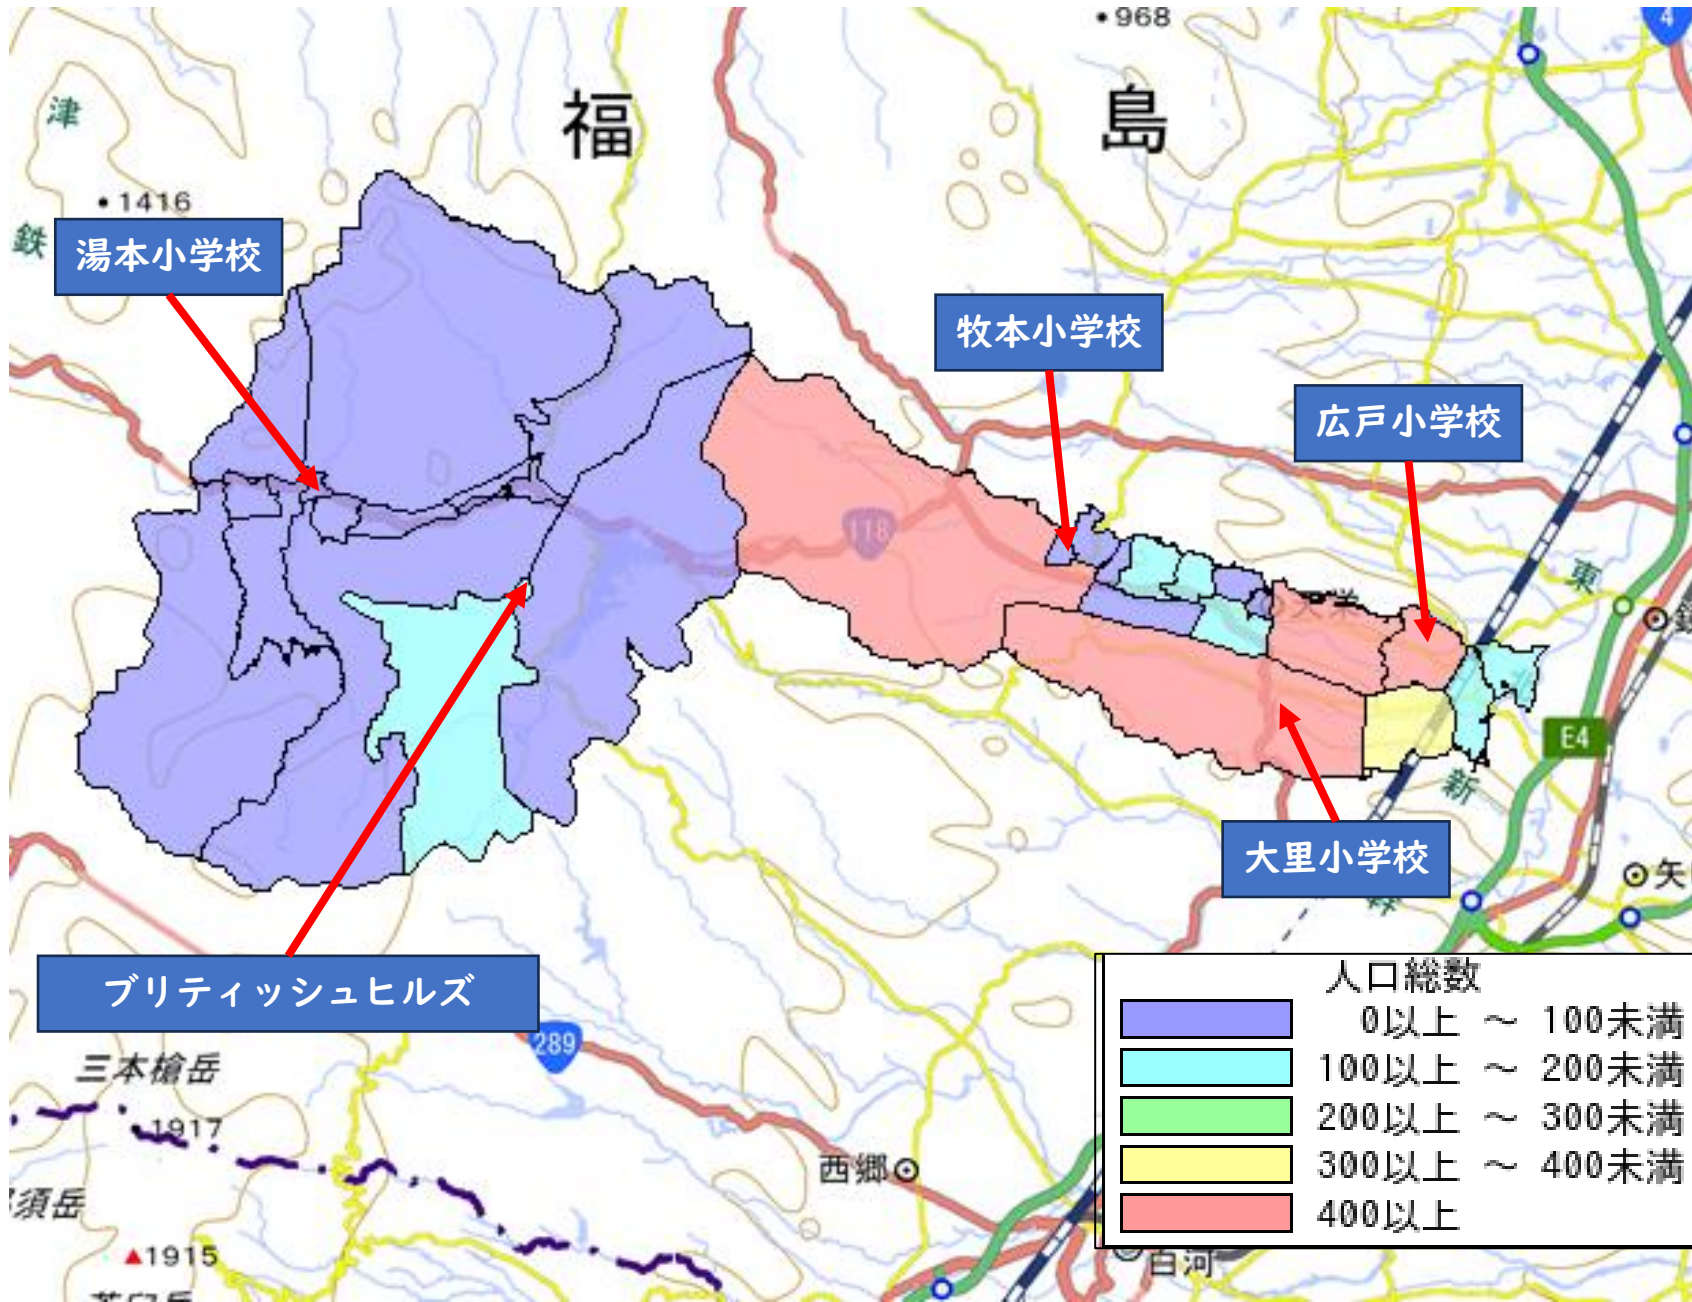 968
4
福 島
津
1416
鉄
湯本小学校
牧本小学校
広戸小学校
118
東
E4
新
大里小学校
幹
ブリティッシュヒルズ
289
三本槍岳
1917
須岳
1915
西郷
白河
人口総数
0以上 ～ 100未満
100以上 ～ 200未満
200以上 ～ 300未満
300以上 ～ 400未満
400以上